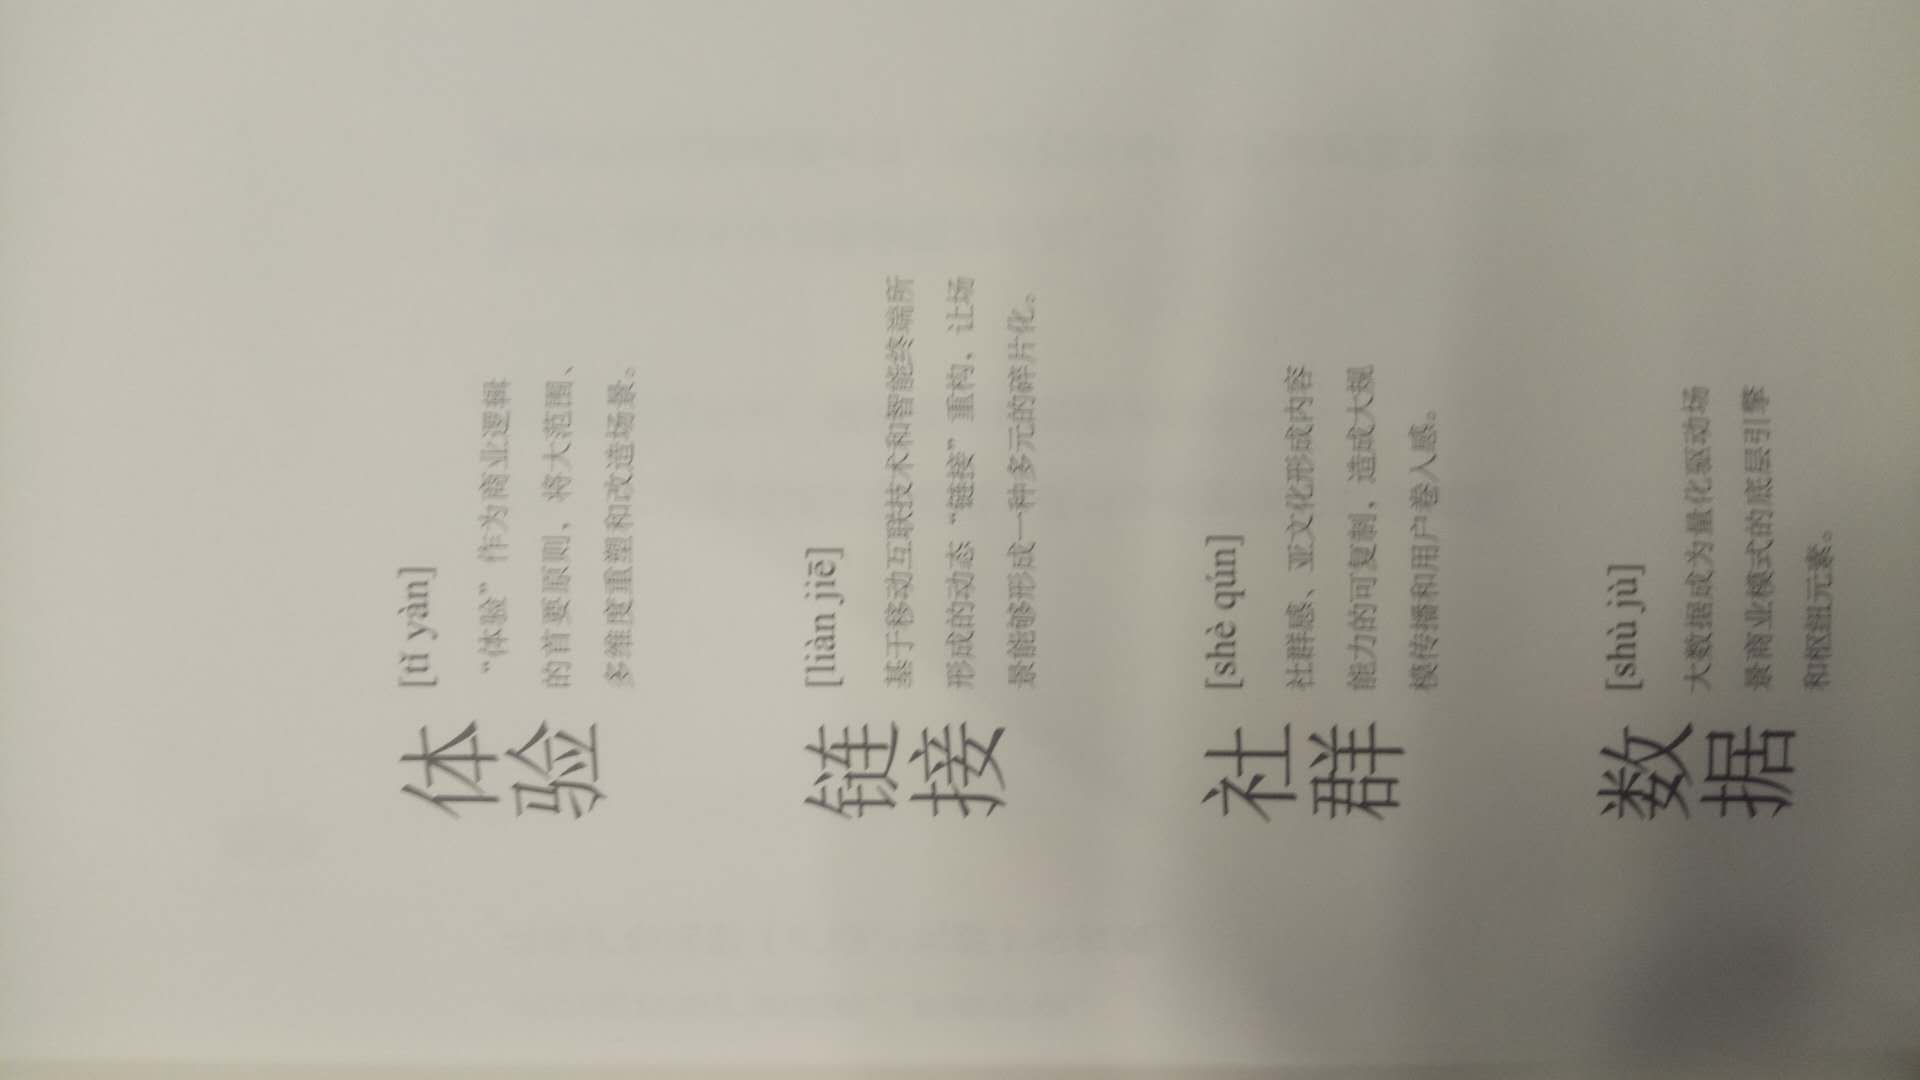 体验
[tǐ yàn]
“体验”作为商业逻辑
的首要原则，将大范围、
多维度重塑和改造场景。
链接
[liàn jiē]
基于移动互联技术和智能终端所
形成的动态“链接”重构，让场
景能够形成一种多元的碎片化。
社群
[shè qún]
社群感、亚文化形成内容
能力的可复制，造成大规
模传播和用户卷入感。
数据
[shù jù]
大数据成为量化驱动场
景商业模式的底层引擎
和枢纽元素。